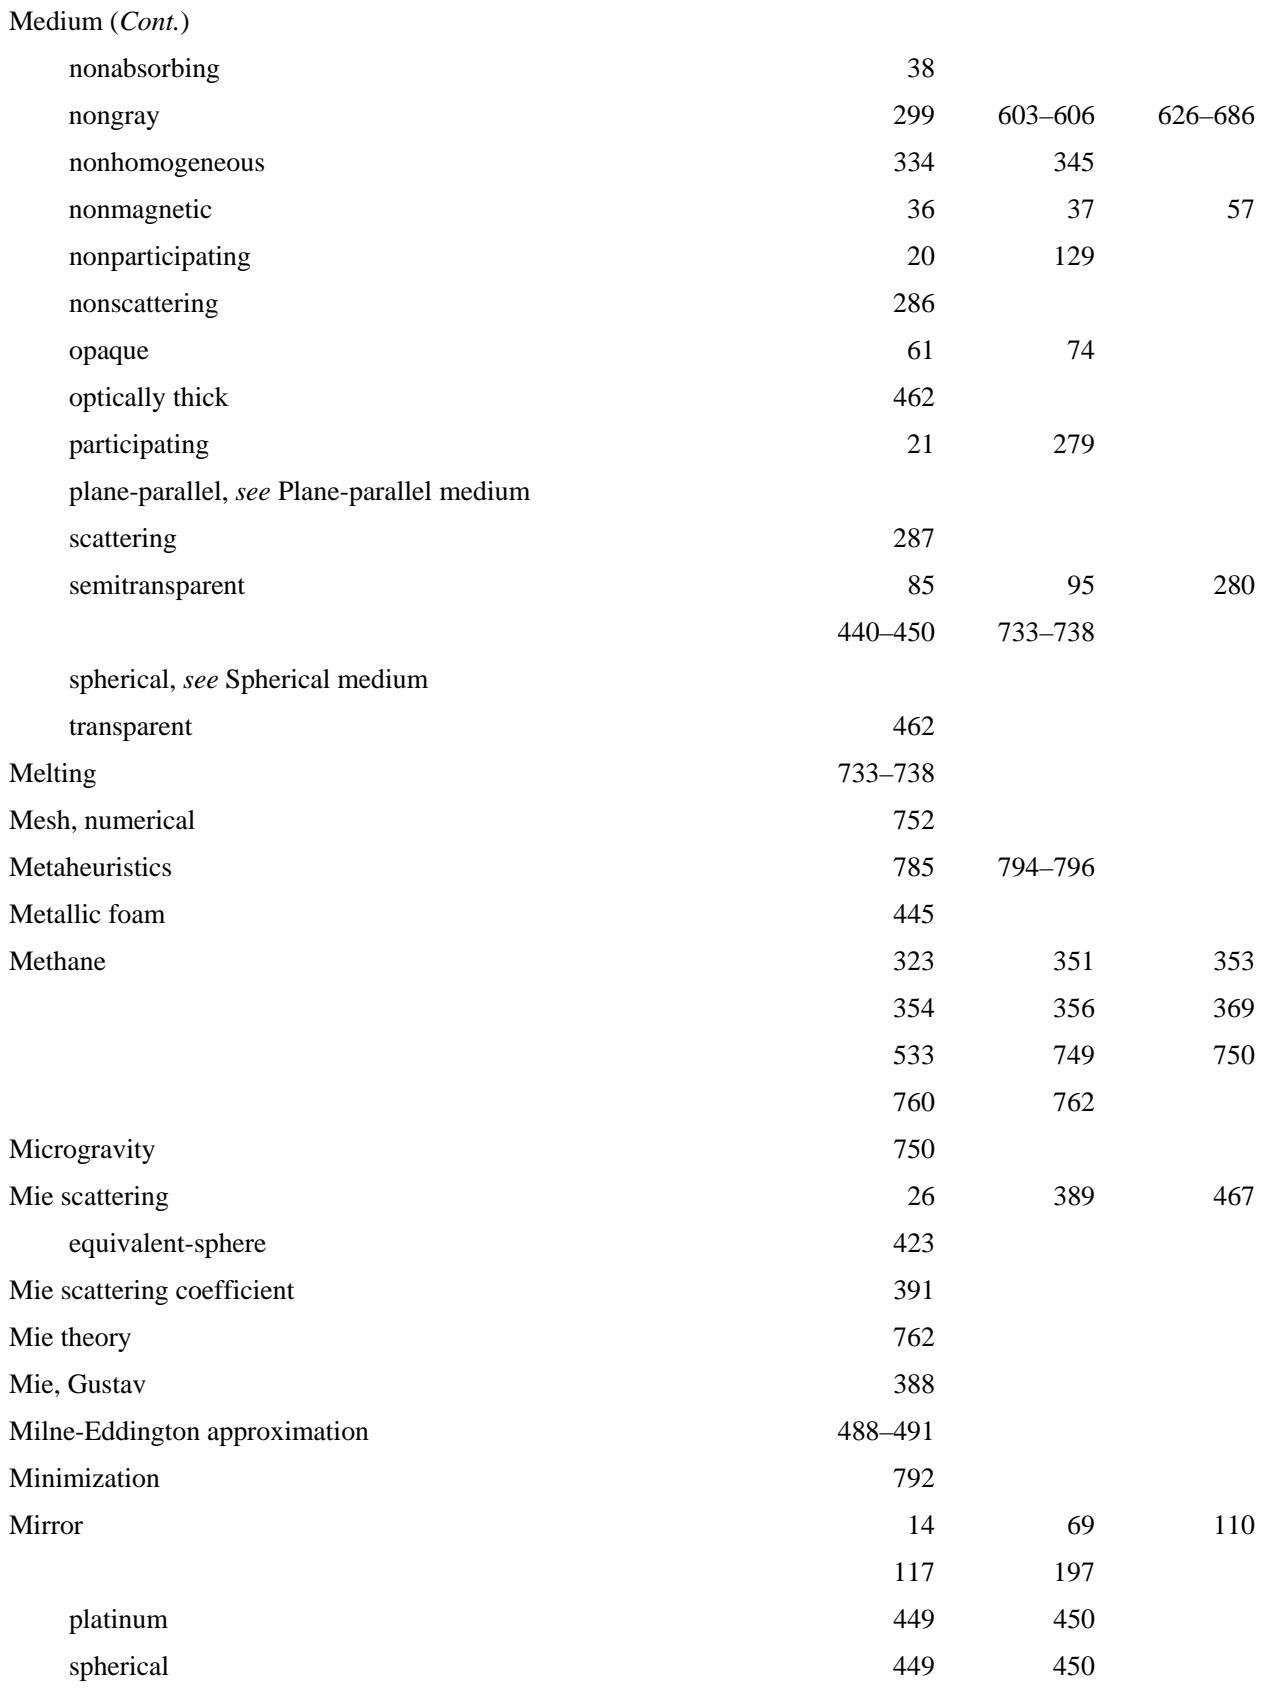 Medium (Cont.)
nonabsorbing 38
nongray 299 603–606 626–686
nonhomogeneous 334 345
nonmagnetic 36 37 57
nonparticipating 20 129
nonscattering 286
opaque 61 74
optically thick 462
participating 21 279
plane-parallel, see Plane-parallel medium
scattering 287
semitransparent 85 95 280
440–450 733–738
spherical, see Spherical medium
transparent 462
Melting 733–738
Mesh, numerical 752
Metaheuristics 785 794–796
Metallic foam 445
Methane 323 351 353
354 356 369
533 749 750
760 762
Microgravity 750
Mie scattering 26 389 467
equivalent-sphere 423
Mie scattering coefficient 391
Mie theory 762
Mie, Gustav 388
Milne-Eddington approximation 488–491
Minimization 792
Mirror 14 69 110
117 197
platinum 449 450
spherical 449 450